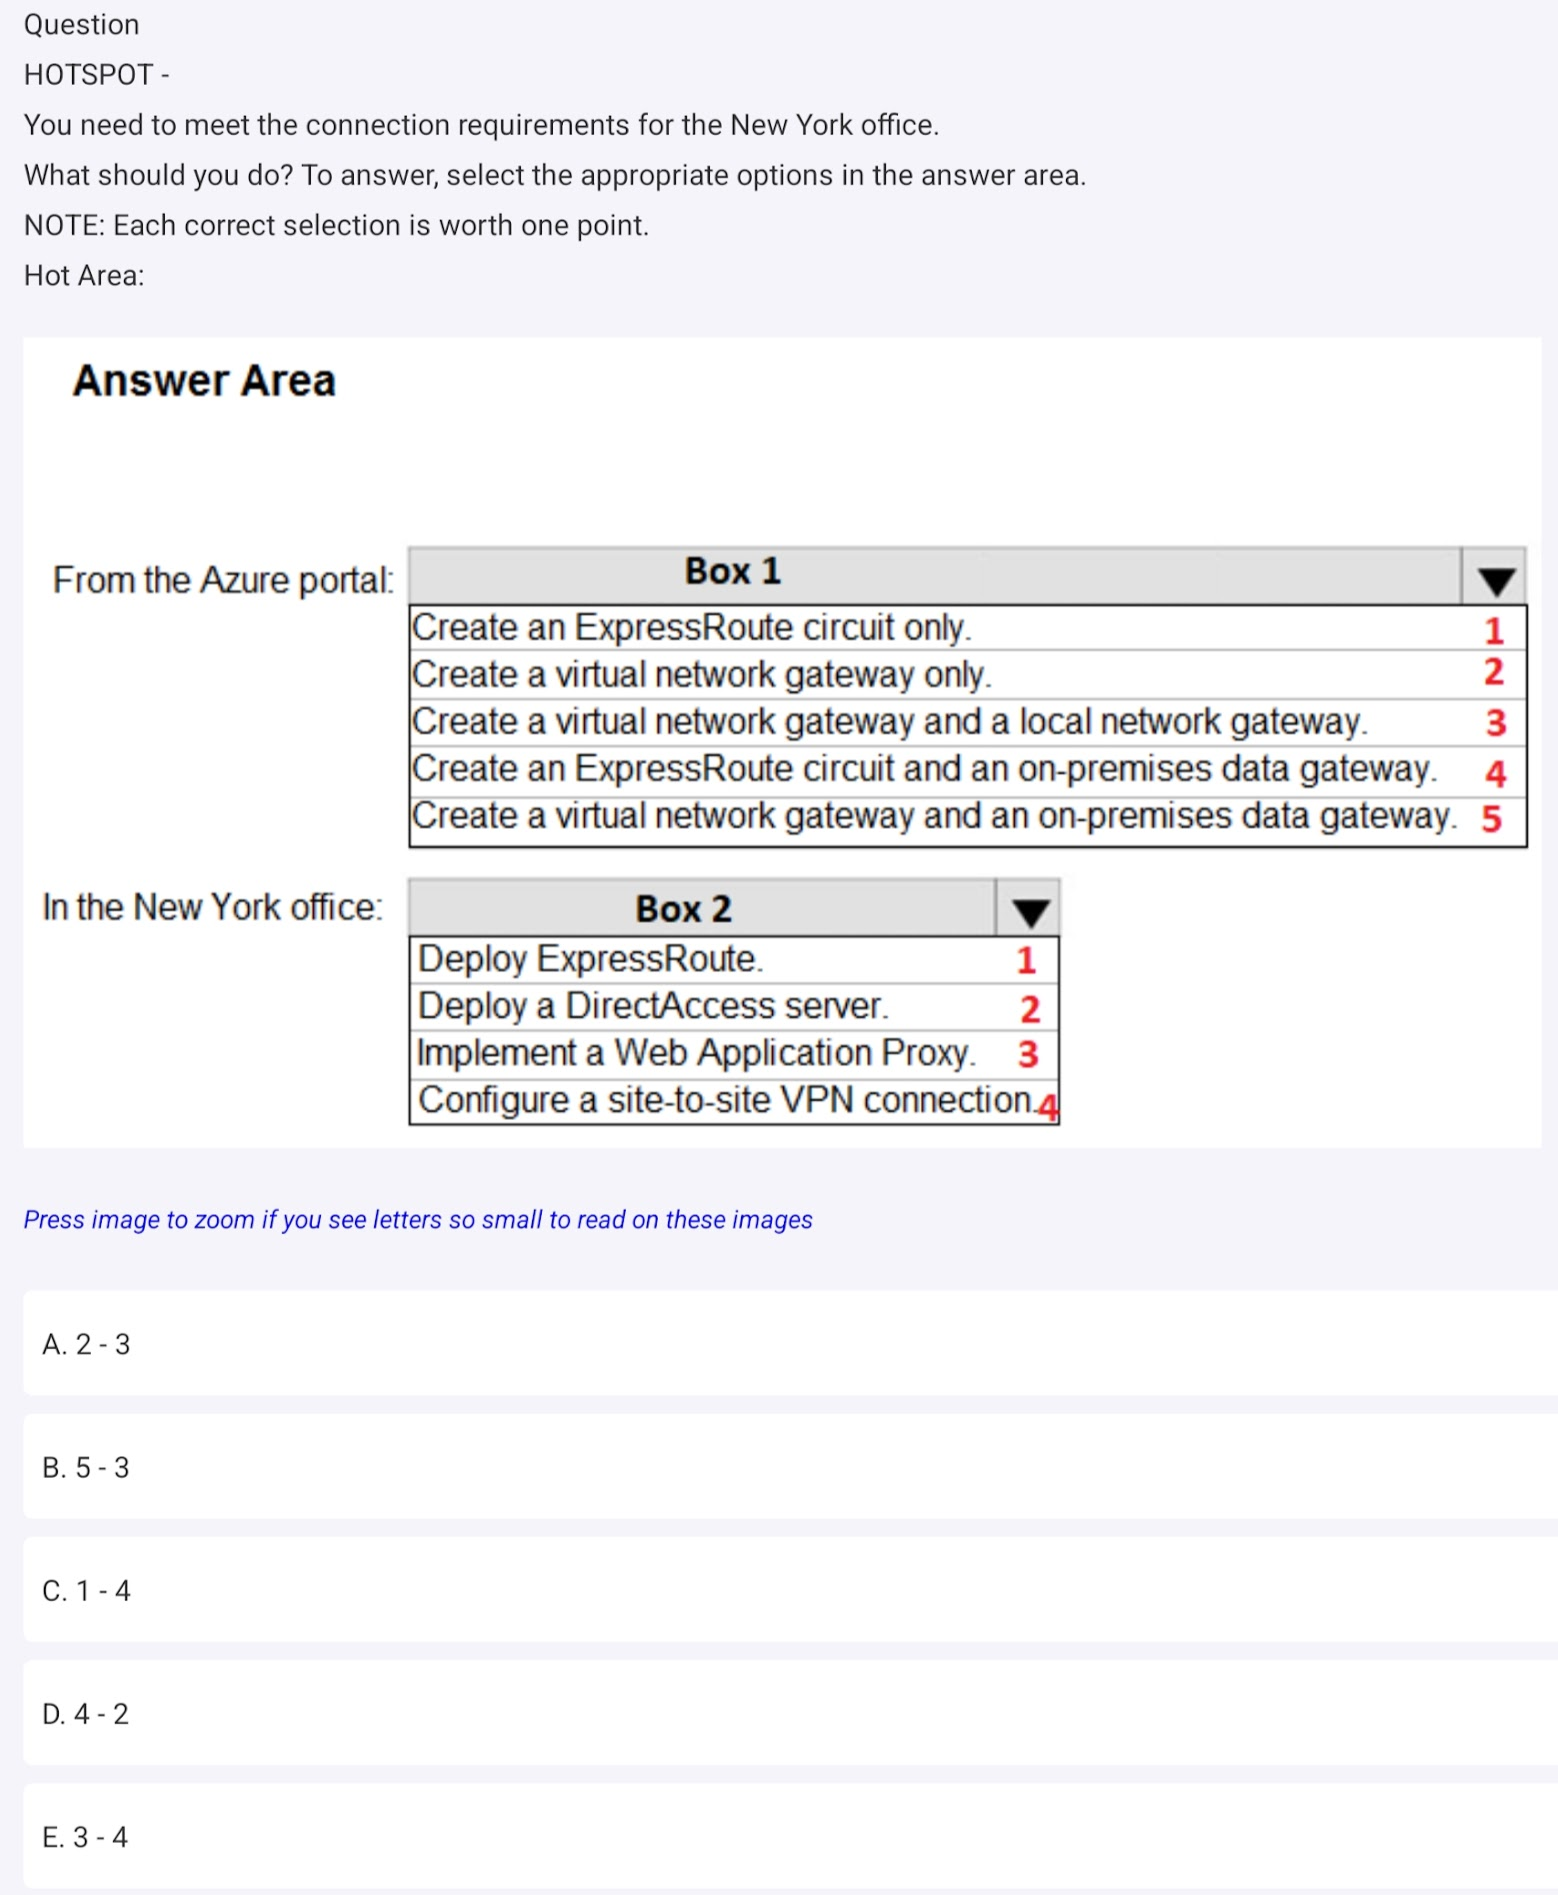 Question
HOTSPOT -
You need to meet the connection requirements for the New York office.
What should you do? To answer, select the appropriate options in the answer area.
NOTE: Each correct selection is worth one point.
Hot Area:
Answer Area
From the Azure portal:
Box 1
Create an ExpressRoute circuit only. 1
Create a virtual network gateway only. 2
Create a virtual network gateway and a local network gateway. 3
Create an ExpressRoute circuit and an on-premises data gateway. 4
Create a virtual network gateway and an on-premises data gateway. 5
In the New York office:
Box 2
Deploy ExpressRoute. 1
Deploy a DirectAccess server. 2
Implement a Web Application Proxy. 3
Configure a site-to-site VPN connection. 4
Press image to zoom if you see letters so small to read on these images
A. 2 - 3
B. 5 - 3
C. 1 - 4
D. 4 - 2
E. 3 - 4